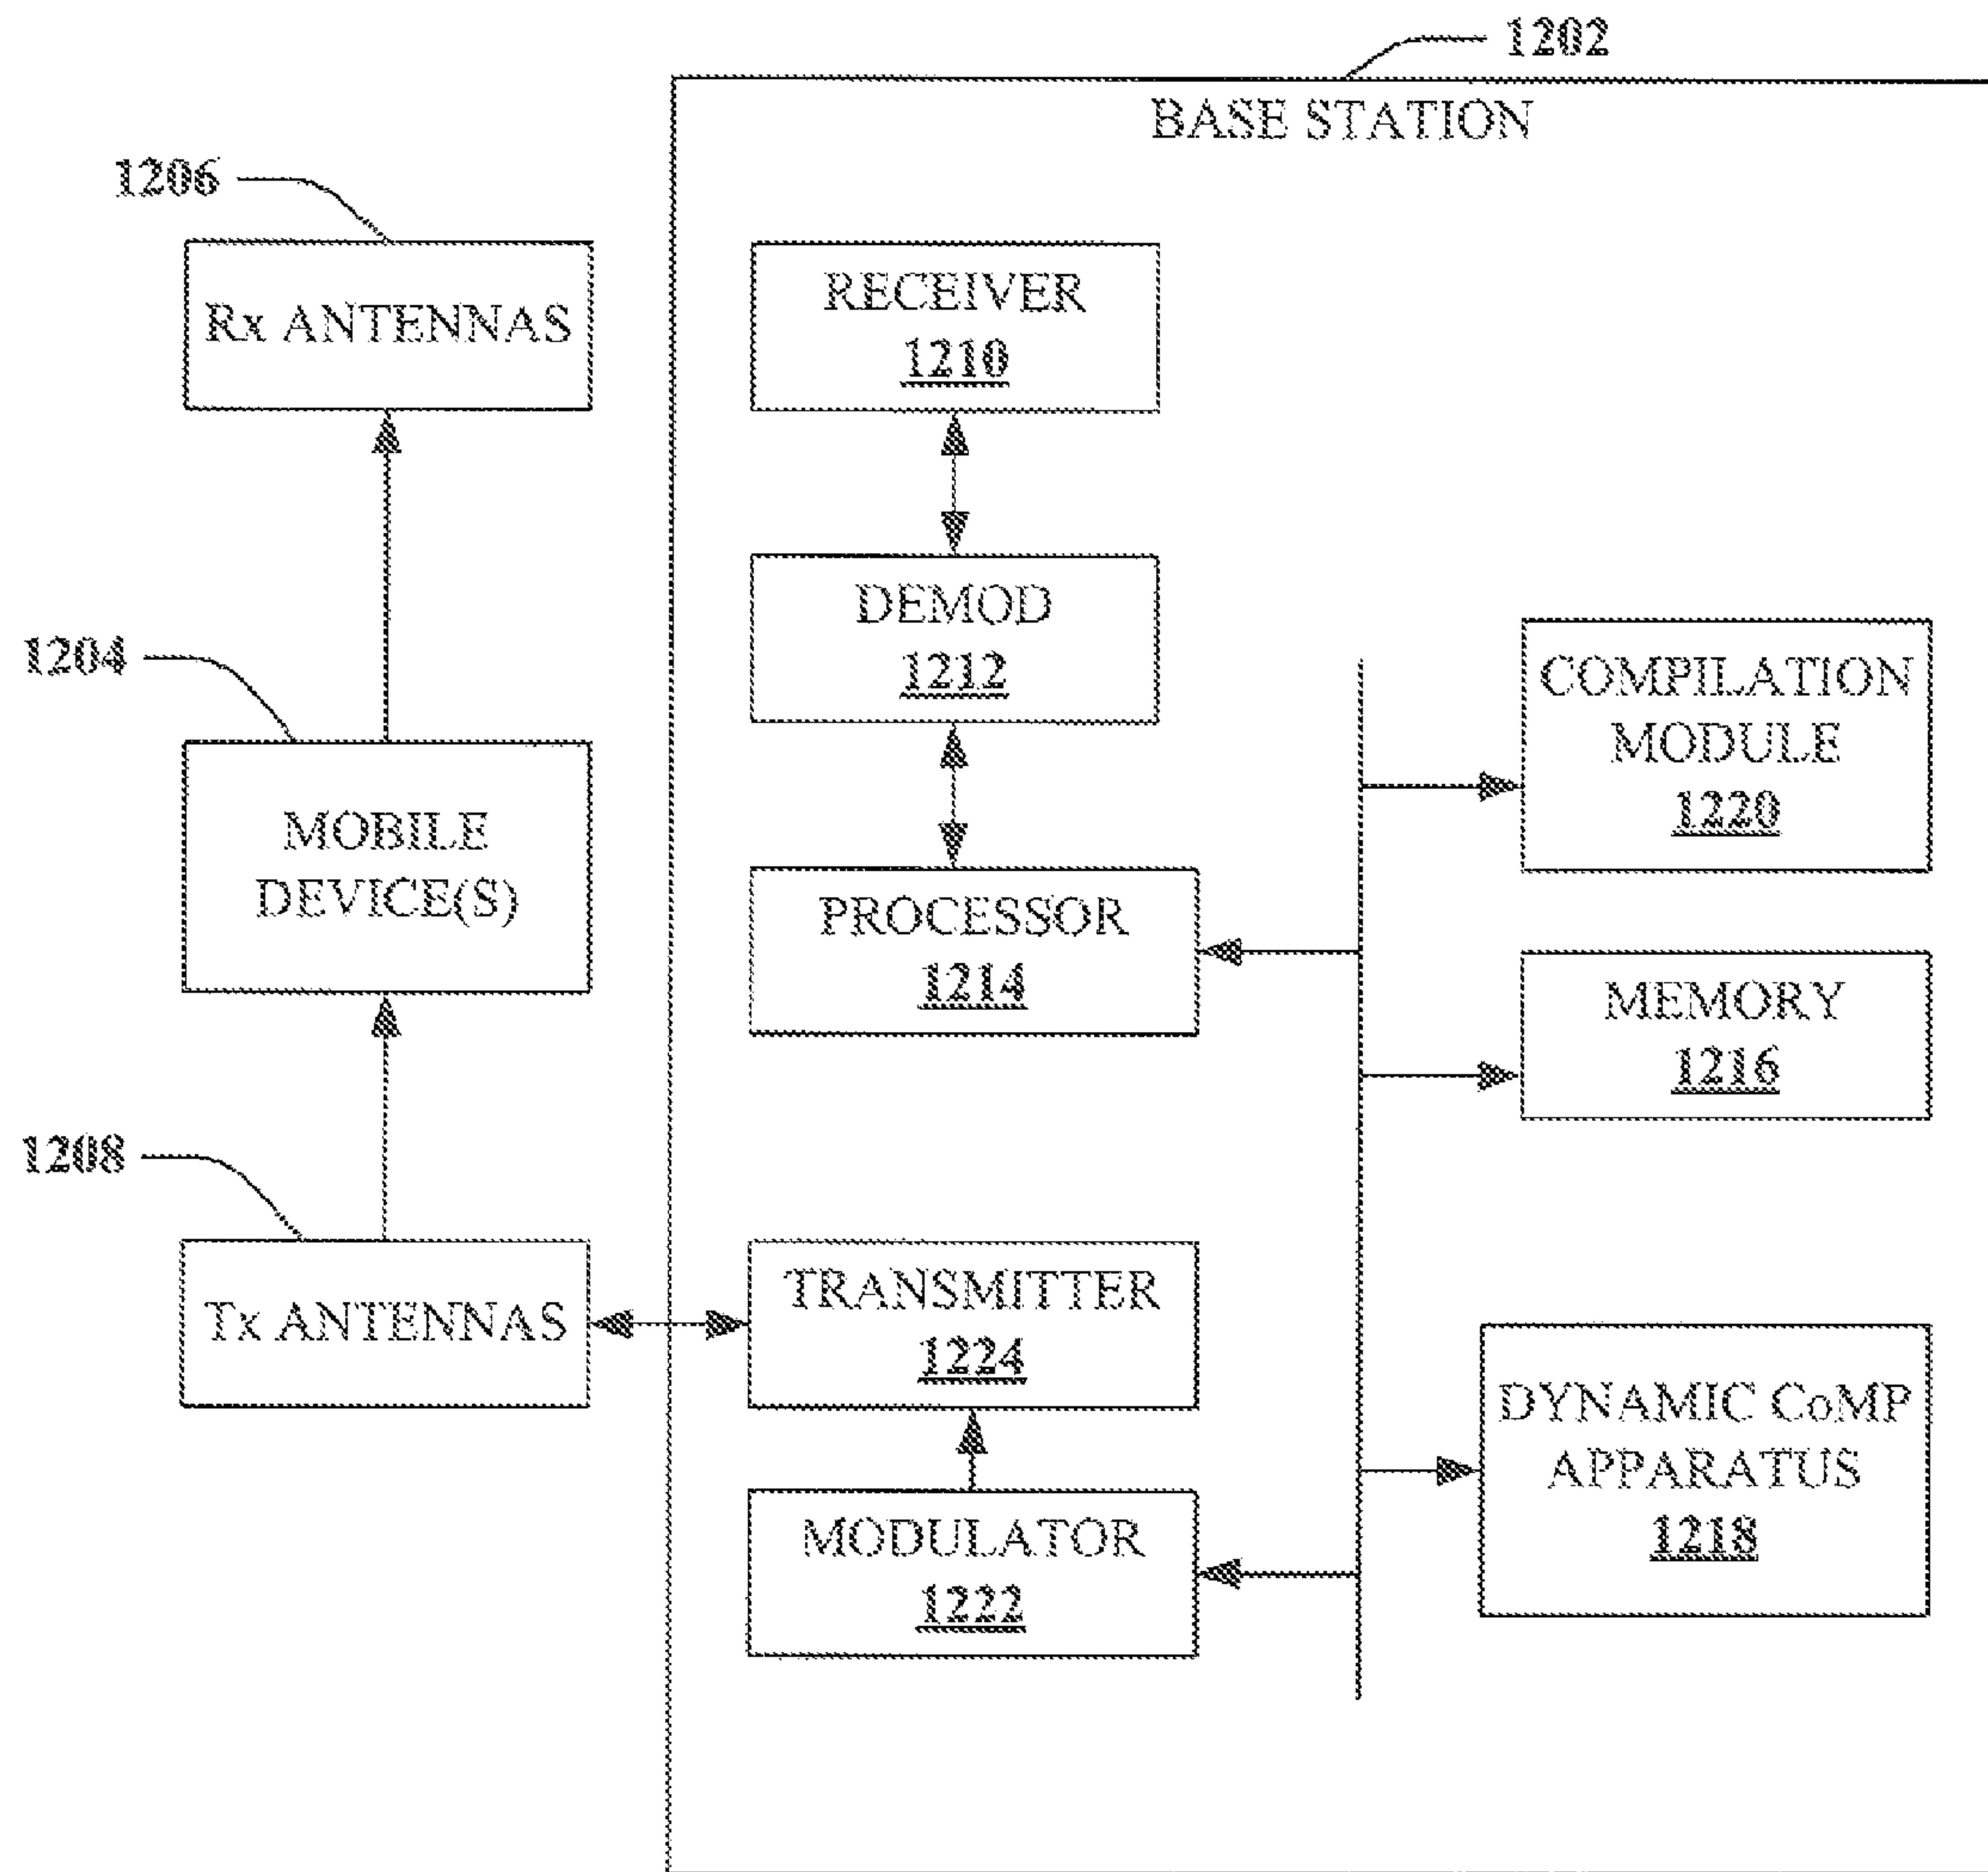 1202
BASE STATION
1206
Rx ANTENNAS
RECEIVER
1210
DEMOD
1212
1204
COMPILATION
MODULE
1220
MOBILE
DEVICE(S)
PROCESSOR
1214
MEMORY
1216
1208
Tx ANTENNAS
TRANSMITTER
1224
DYNAMIC CoMP
APPARATUS
1218
MODULATOR
1222